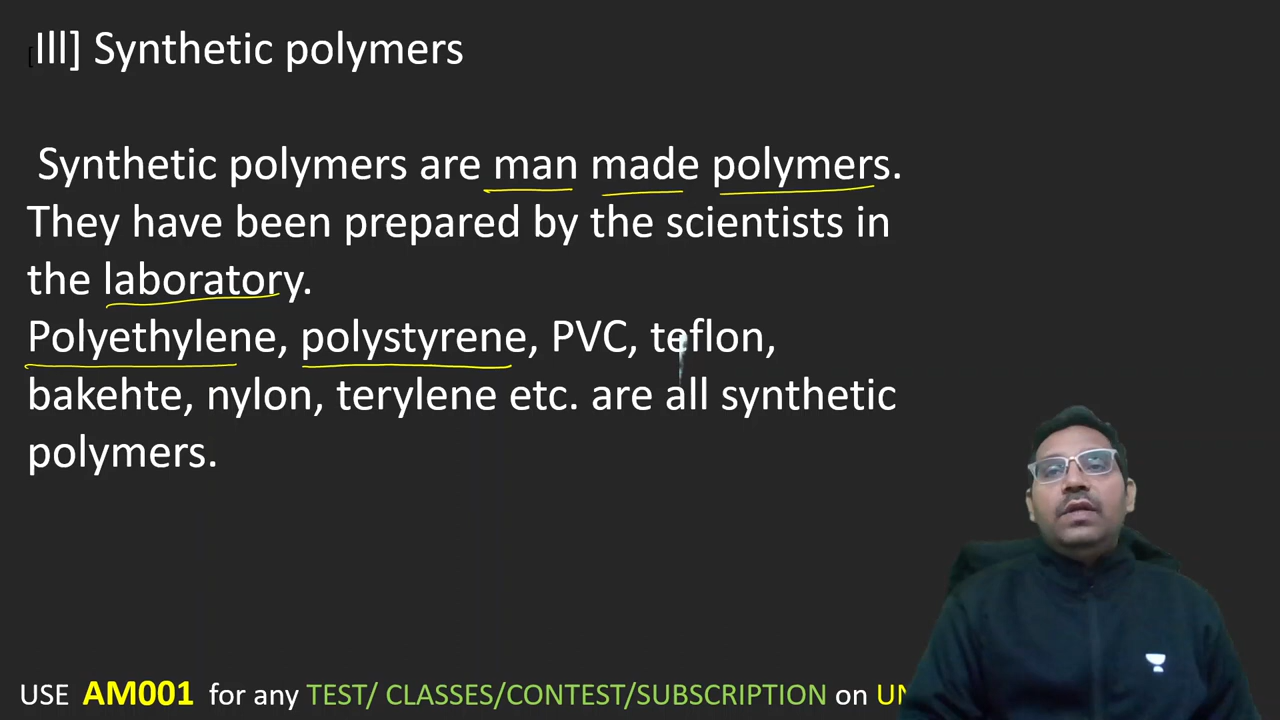 [Ill] Synthetic polymers
Synthetic polymers are man made polymers.
They have been prepared by the scientists in
the laboratory.
Polyethylene, polystyrene, PVC, teflon,
bakehte, nylon, terylene etc. are all synthetic
polymers.
USE AM001 for any TEST/ CLASSES/CONTEST/SUBSCRIPTION on